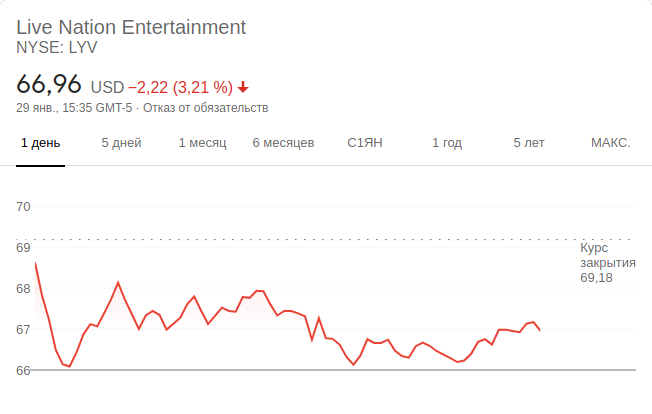 Live Nation Entertainment
NYSE: LYV
66,96 USD −2,22 (3,21 %)
29 янв., 15:35 GMT-5 · Отказ от обязательств
1 день 5 дней 1 месяц 6 месяцев С1ЯН 1 год 5 лет МАКС.
70
69
Курс
закрытия
69,18
68
67
66